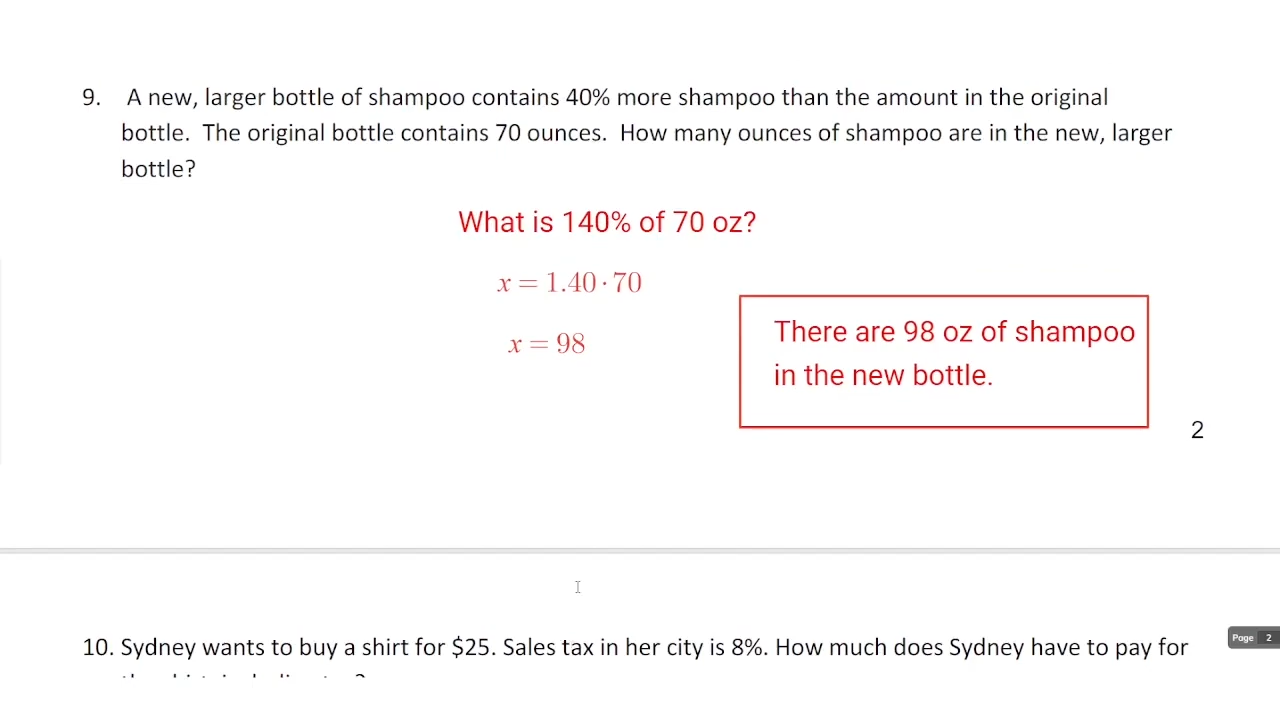 9. A new, larger bottle of shampoo contains 40% more shampoo than the amount in the original
bottle. The original bottle contains 70 ounces. How many ounces of shampoo are in the new, larger
bottle?
What is 140% of 70 oz?
x = 1.40 · 70
x = 98
There are 98 oz of shampoo
in the new bottle.
2
10. Sydney wants to buy a shirt for $25. Sales tax in her city is 8%. How much does Sydney have to pay for
Page 2